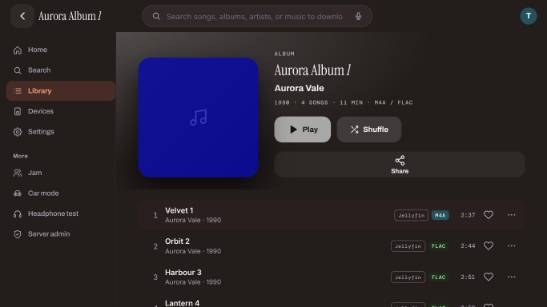 Aurora Album 1
Search songs, albums, artists, or music to downlo
T
Home
Search
Library
Devices
Settings
More
Jam
Car mode
Headphone test
Server admin
ALBUM
Aurora Album 1
Aurora Vale
1990 · 4 SONGS · 11 MIN · M4A / FLAC
Play
Shuffle
Share
1 Velvet 1 Jellyfin M4A 2:37
Aurora Vale · 1990
2 Orbit 2 Jellyfin FLAC 2:44
Aurora Vale · 1990
3 Harbour 3 Jellyfin FLAC 2:51
Aurora Vale · 1990
Lantern 4